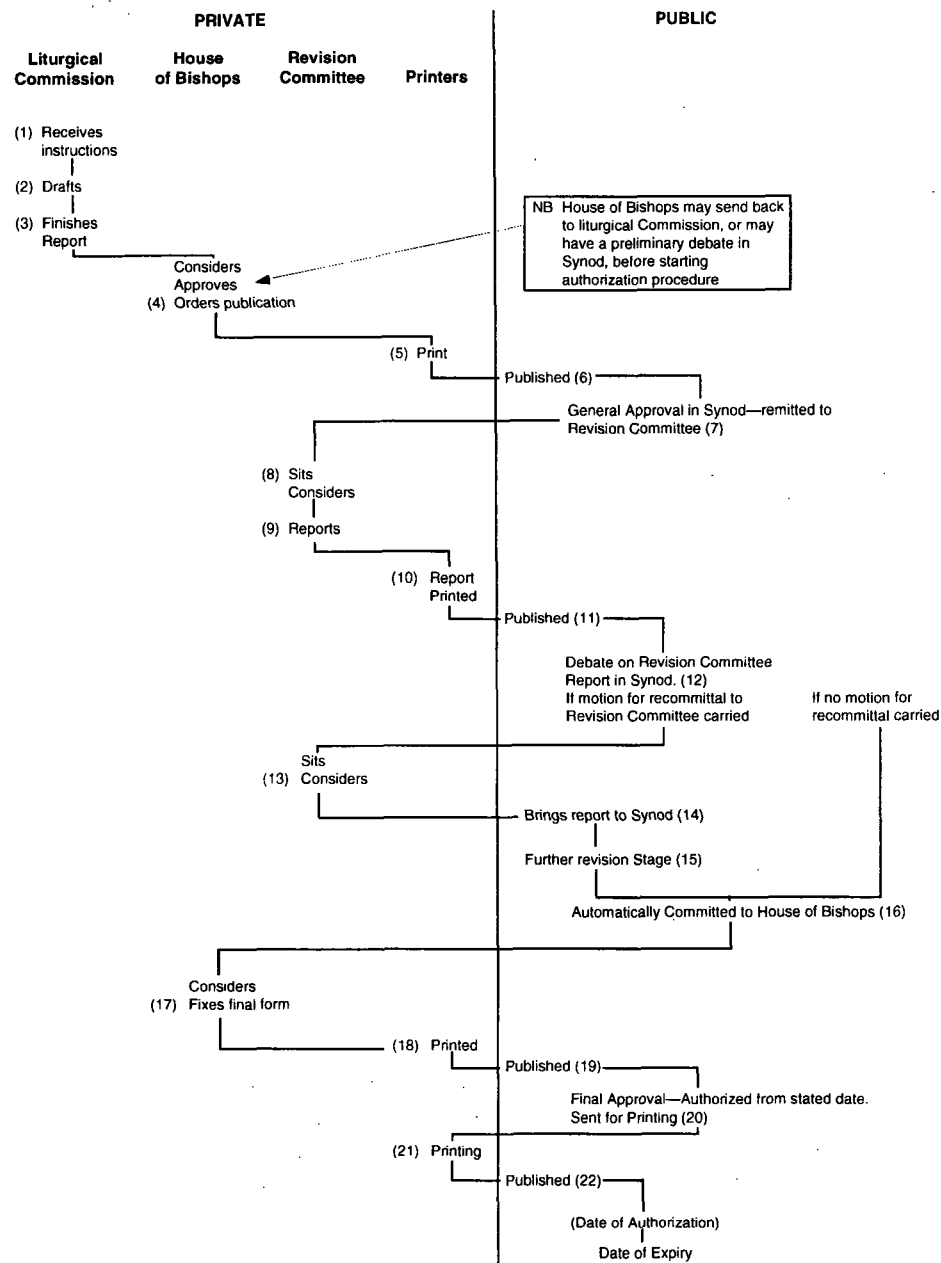 PRIVATE
PUBLIC
Liturgical
Commission
House
of Bishops
Revision
Committee
Printers
(1) Receives
instructions
(2) Drafts
(3) Finishes
Report
NB House of Bishops may send back
to liturgical Commission, or may
have a preliminary debate in
Synod, before starting
authorization procedure
Considers
Approves
(4) Orders publication
(5) Print
Published (6)
General Approval in Synod—remitted to
Revision Committee (7)
(8) Sits
Considers
(9) Reports
(10) Report
Printed
Published (11)
Debate on Revision Committee
Report in Synod. (12)
If motion for recommittal to
Revision Committee carried
If no motion for
recommittal carried
Sits
(13) Considers
Brings report to Synod (14)
Further revision Stage (15)
Automatically Committed to House of Bishops (16)
Considers
(17) Fixes final form
(18) Printed
Published (19)
Final Approval—Authorized from stated date.
Sent for Printing (20)
(21) Printing
Published (22)
(Date of Authorization)
Date of Expiry